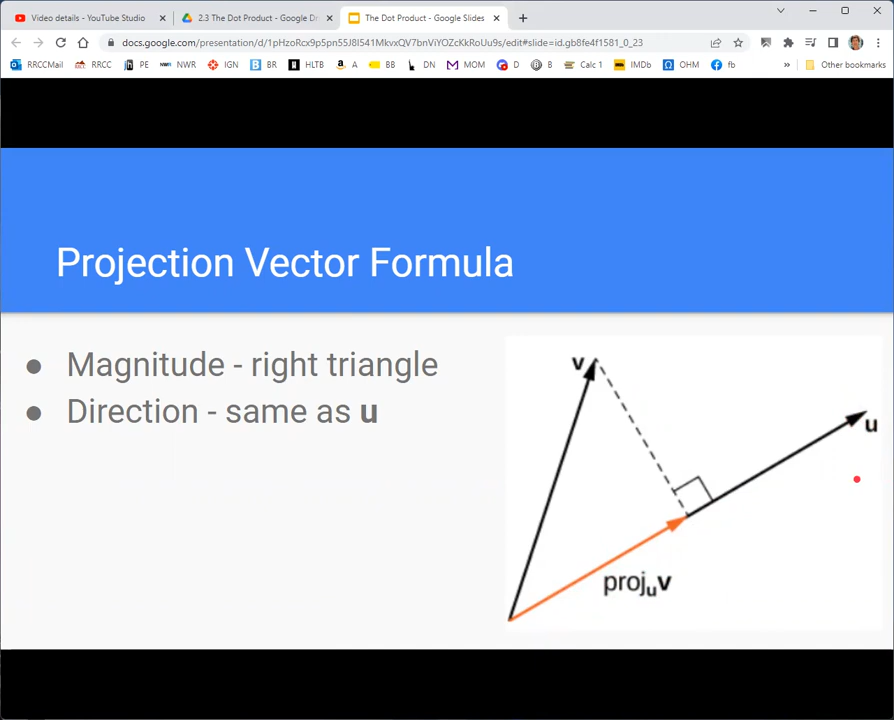 Video details - YouTube Studio
2.3 The Dot Product - Google Dr
The Dot Product - Google Slides
docs.google.com/presentation/d/1pHzoRcx9p5pn55J8I541MkvxQV7bnViYOZcKkRoUu9s/edit#slide=id.gb8fe4f1581_0_23
RRCCMail RRCC PE NWR IGN BR HLTB A BB DN MOM D B Calc 1 IMDb OHM fb » Other bookmarks
Projection Vector Formula
● Magnitude - right triangle
● Direction - same as u
v
u
projuv